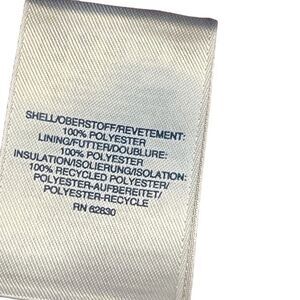 SHELL/OBERSTOFF/REVETEMENT:
100% POLYESTER
LINING/FUTTER/DOUBLURE:
100% POLYESTER
INSULATION/ISOLIERUNG/ISOLATION:
100% RECYCLED POLYESTER/
POLYESTER-AUFBEREITET/
POLYESTER-RECYCLE
RN 62830